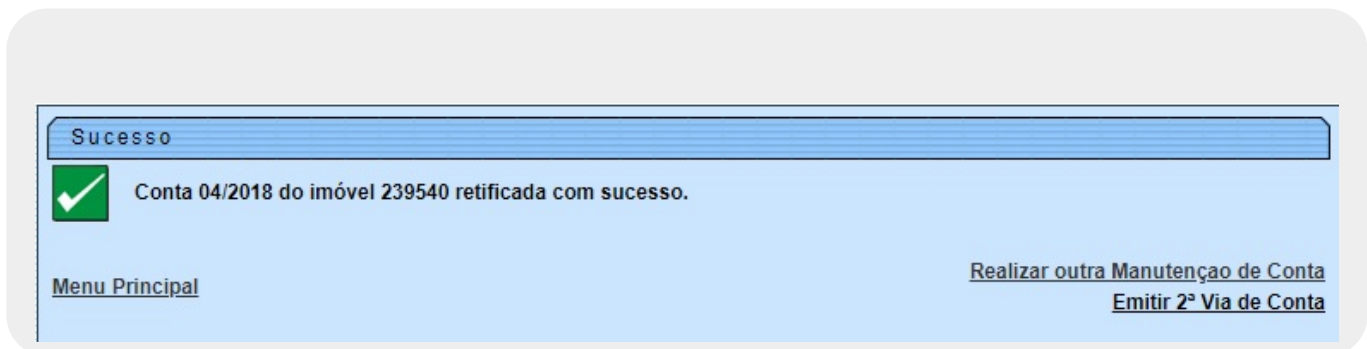 Sucesso
Conta 04/2018 do imóvel 239540 retificada com sucesso.
Menu Principal
Realizar outra Manutençao de Conta
Emitir 2ª Via de Conta